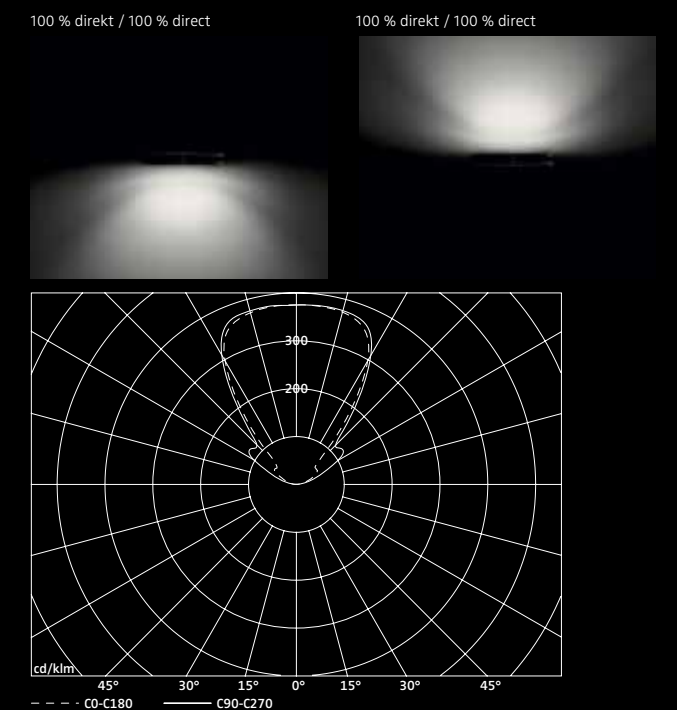 100 % direkt / 100 % direct
100 % direkt / 100 % direct
300
200
cd/klm
45° 30° 15° 0° 15° 30° 45°
C0-C180 C90-C270